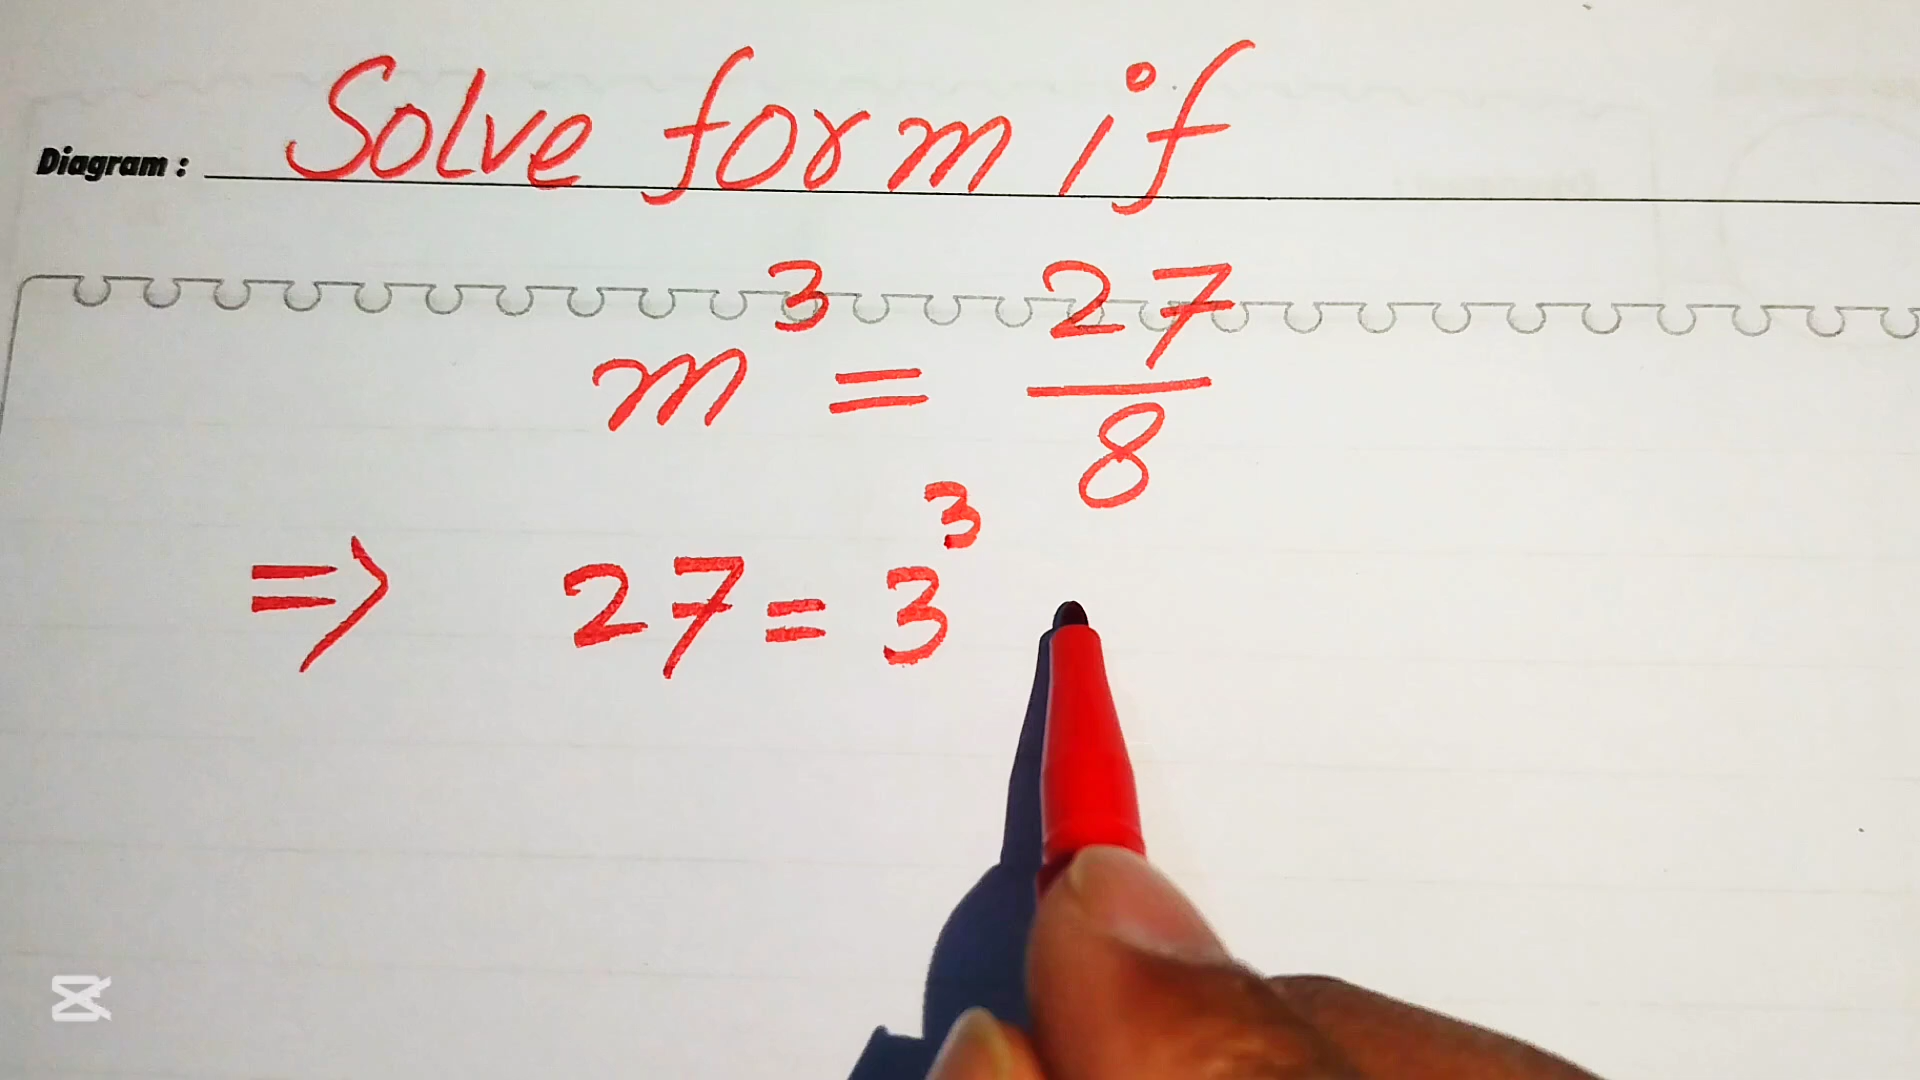 Diagram : Solve for m if
m³ = 27/8
=> 27 = 3³